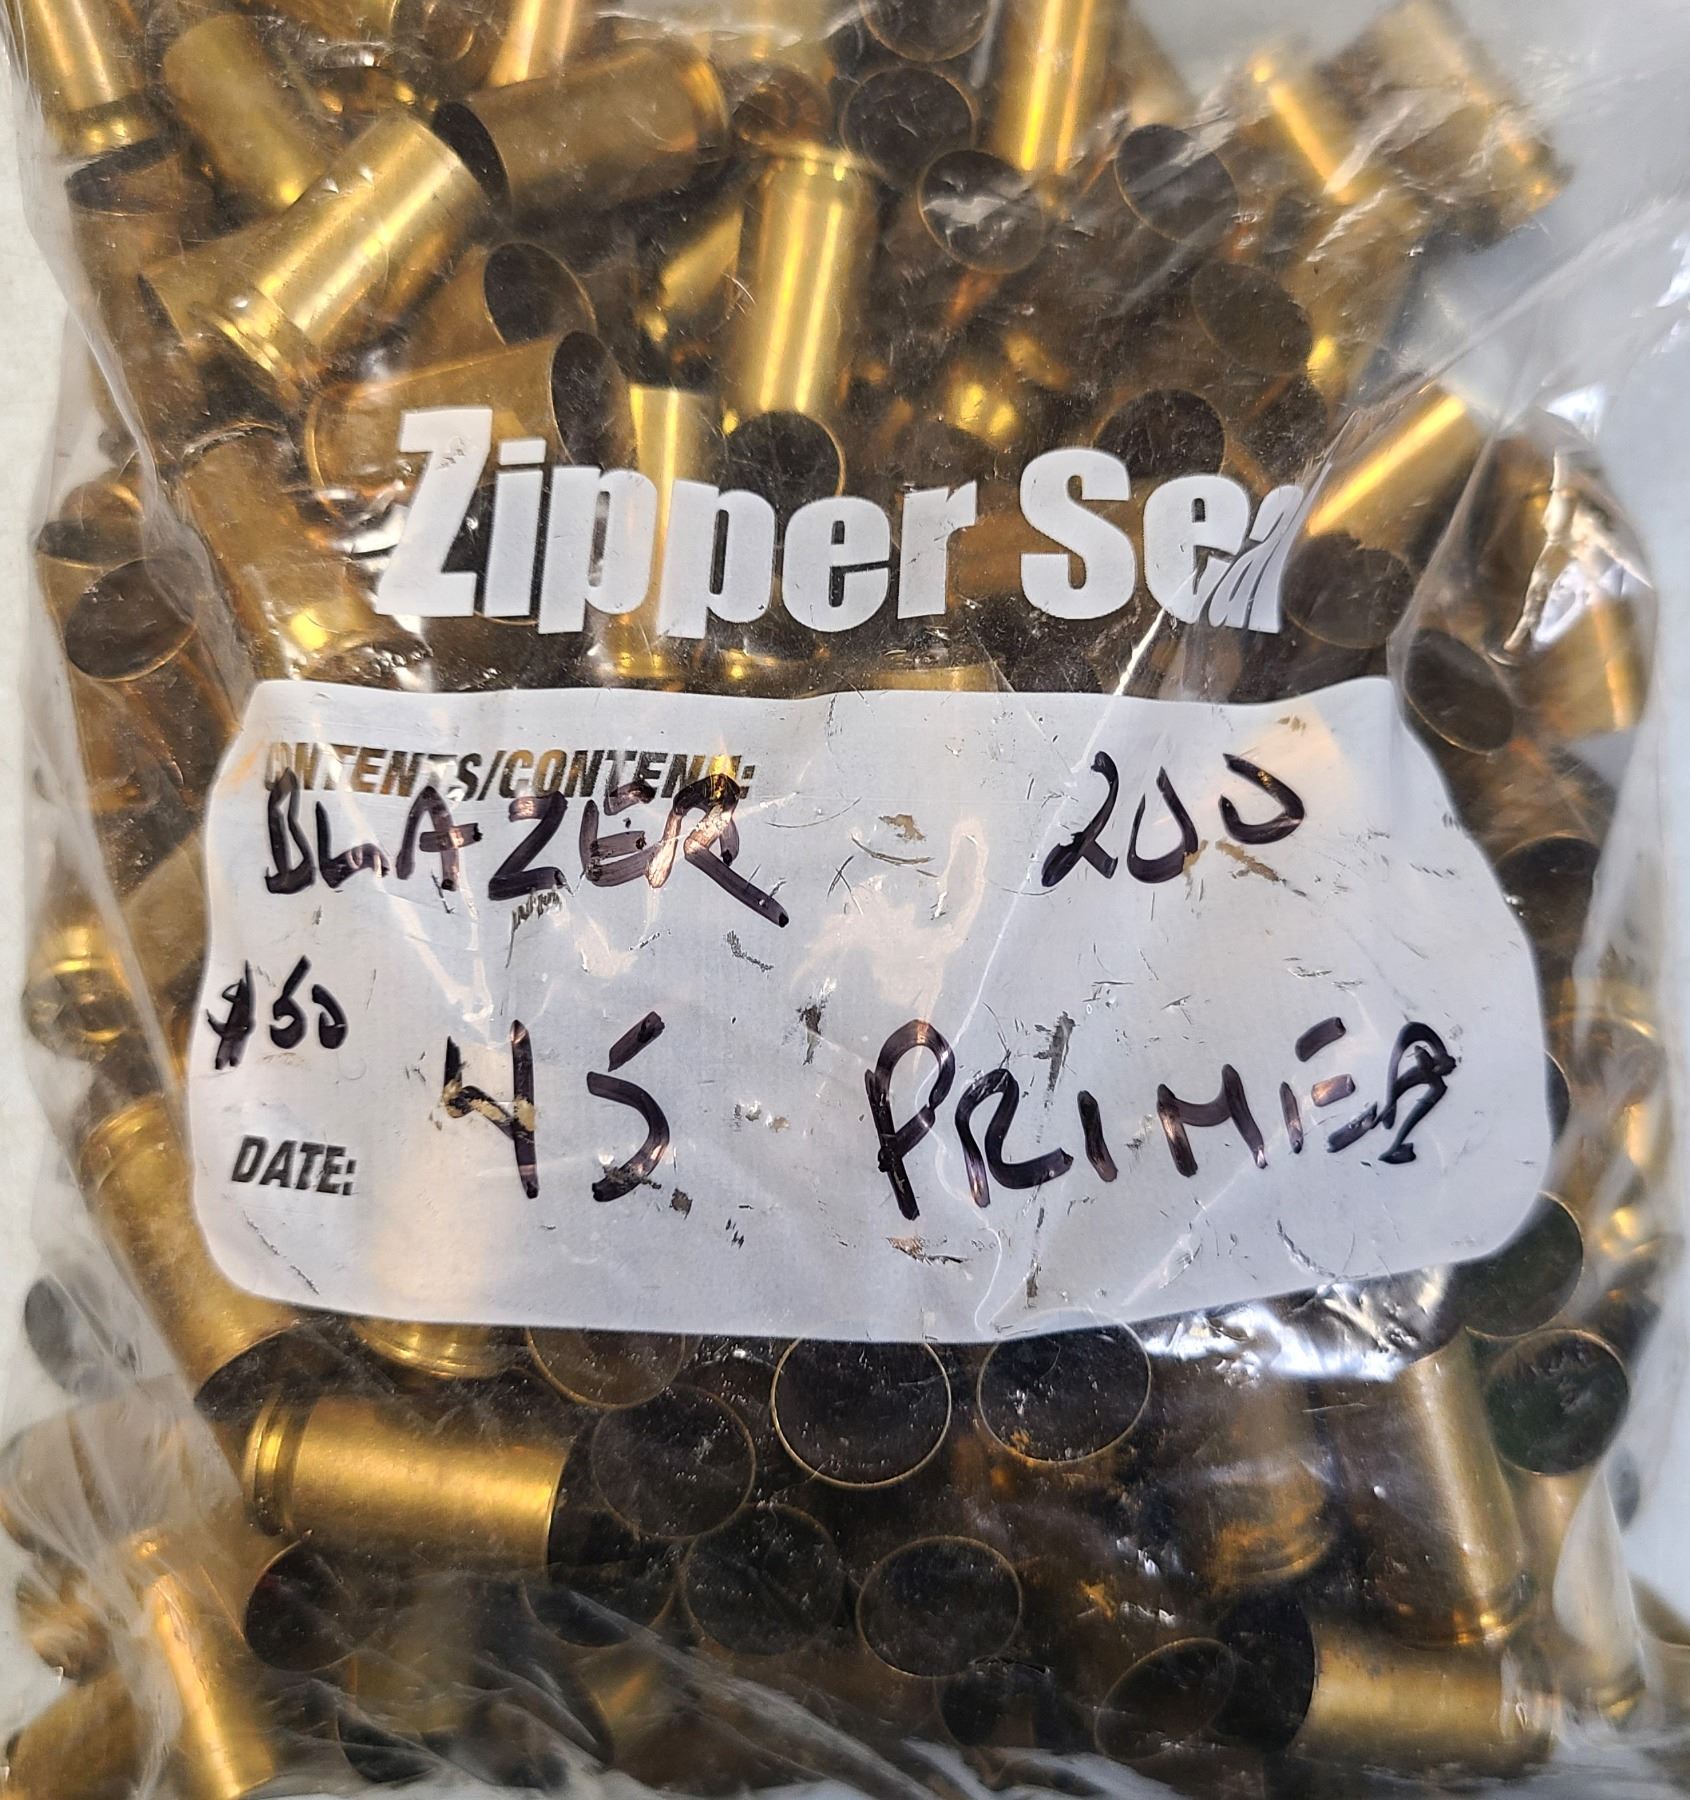 Zipper Seal
CONTENTS/CONTENU:
BLAZER 200
$60
45 PRIMER
DATE: